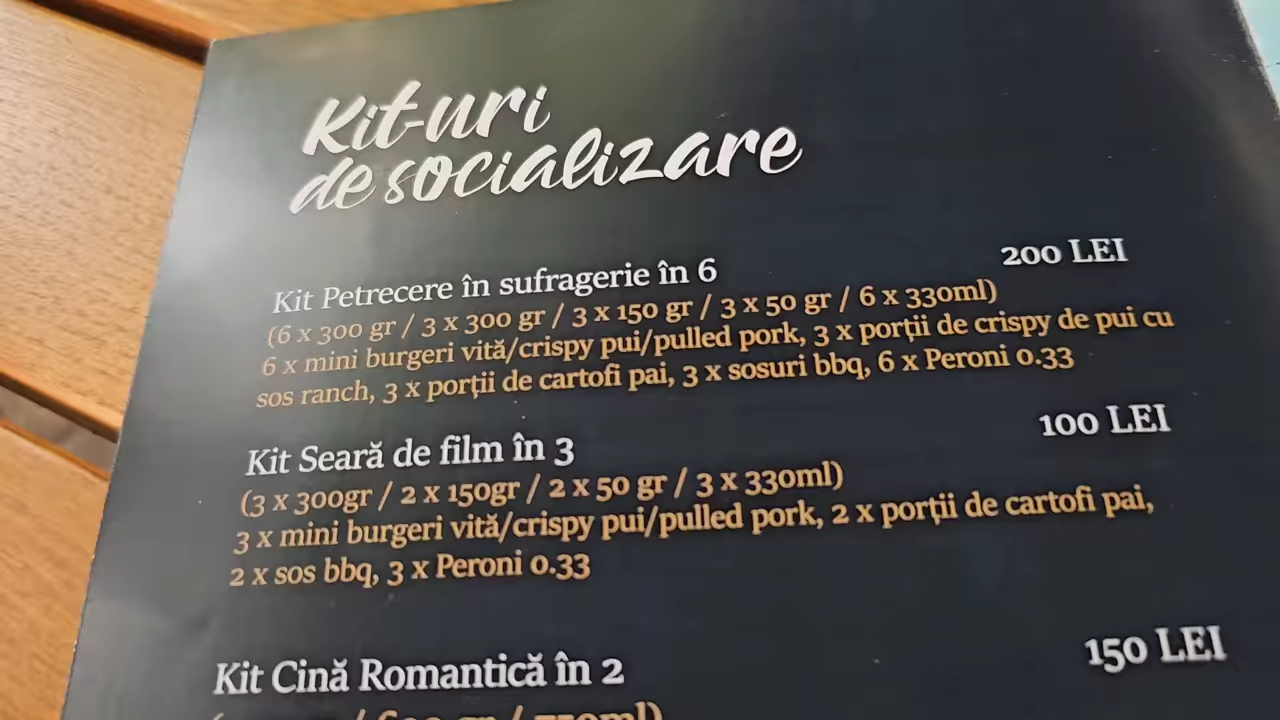 Kit-uri
de socializare
Kit Petrecere în sufragerie în 6 200 LEI
(6 x 300 gr / 3 x 300 gr / 3 x 150 gr / 3 x 50 gr / 6 x 330ml)
6 x mini burgeri vită/crispy pui/pulled pork, 3 x porții de crispy de pui cu
sos ranch, 3 x porții de cartofi pai, 3 x sosuri bbq, 6 x Peroni 0.33
Kit Seară de film în 3 100 LEI
(3 x 300gr / 2 x 150gr / 2 x 50 gr / 3 x 330ml)
3 x mini burgeri vită/crispy pui/pulled pork, 2 x porții de cartofi pai,
2 x sos bbq, 3 x Peroni 0.33
Kit Cină Romantică în 2 150 LEI